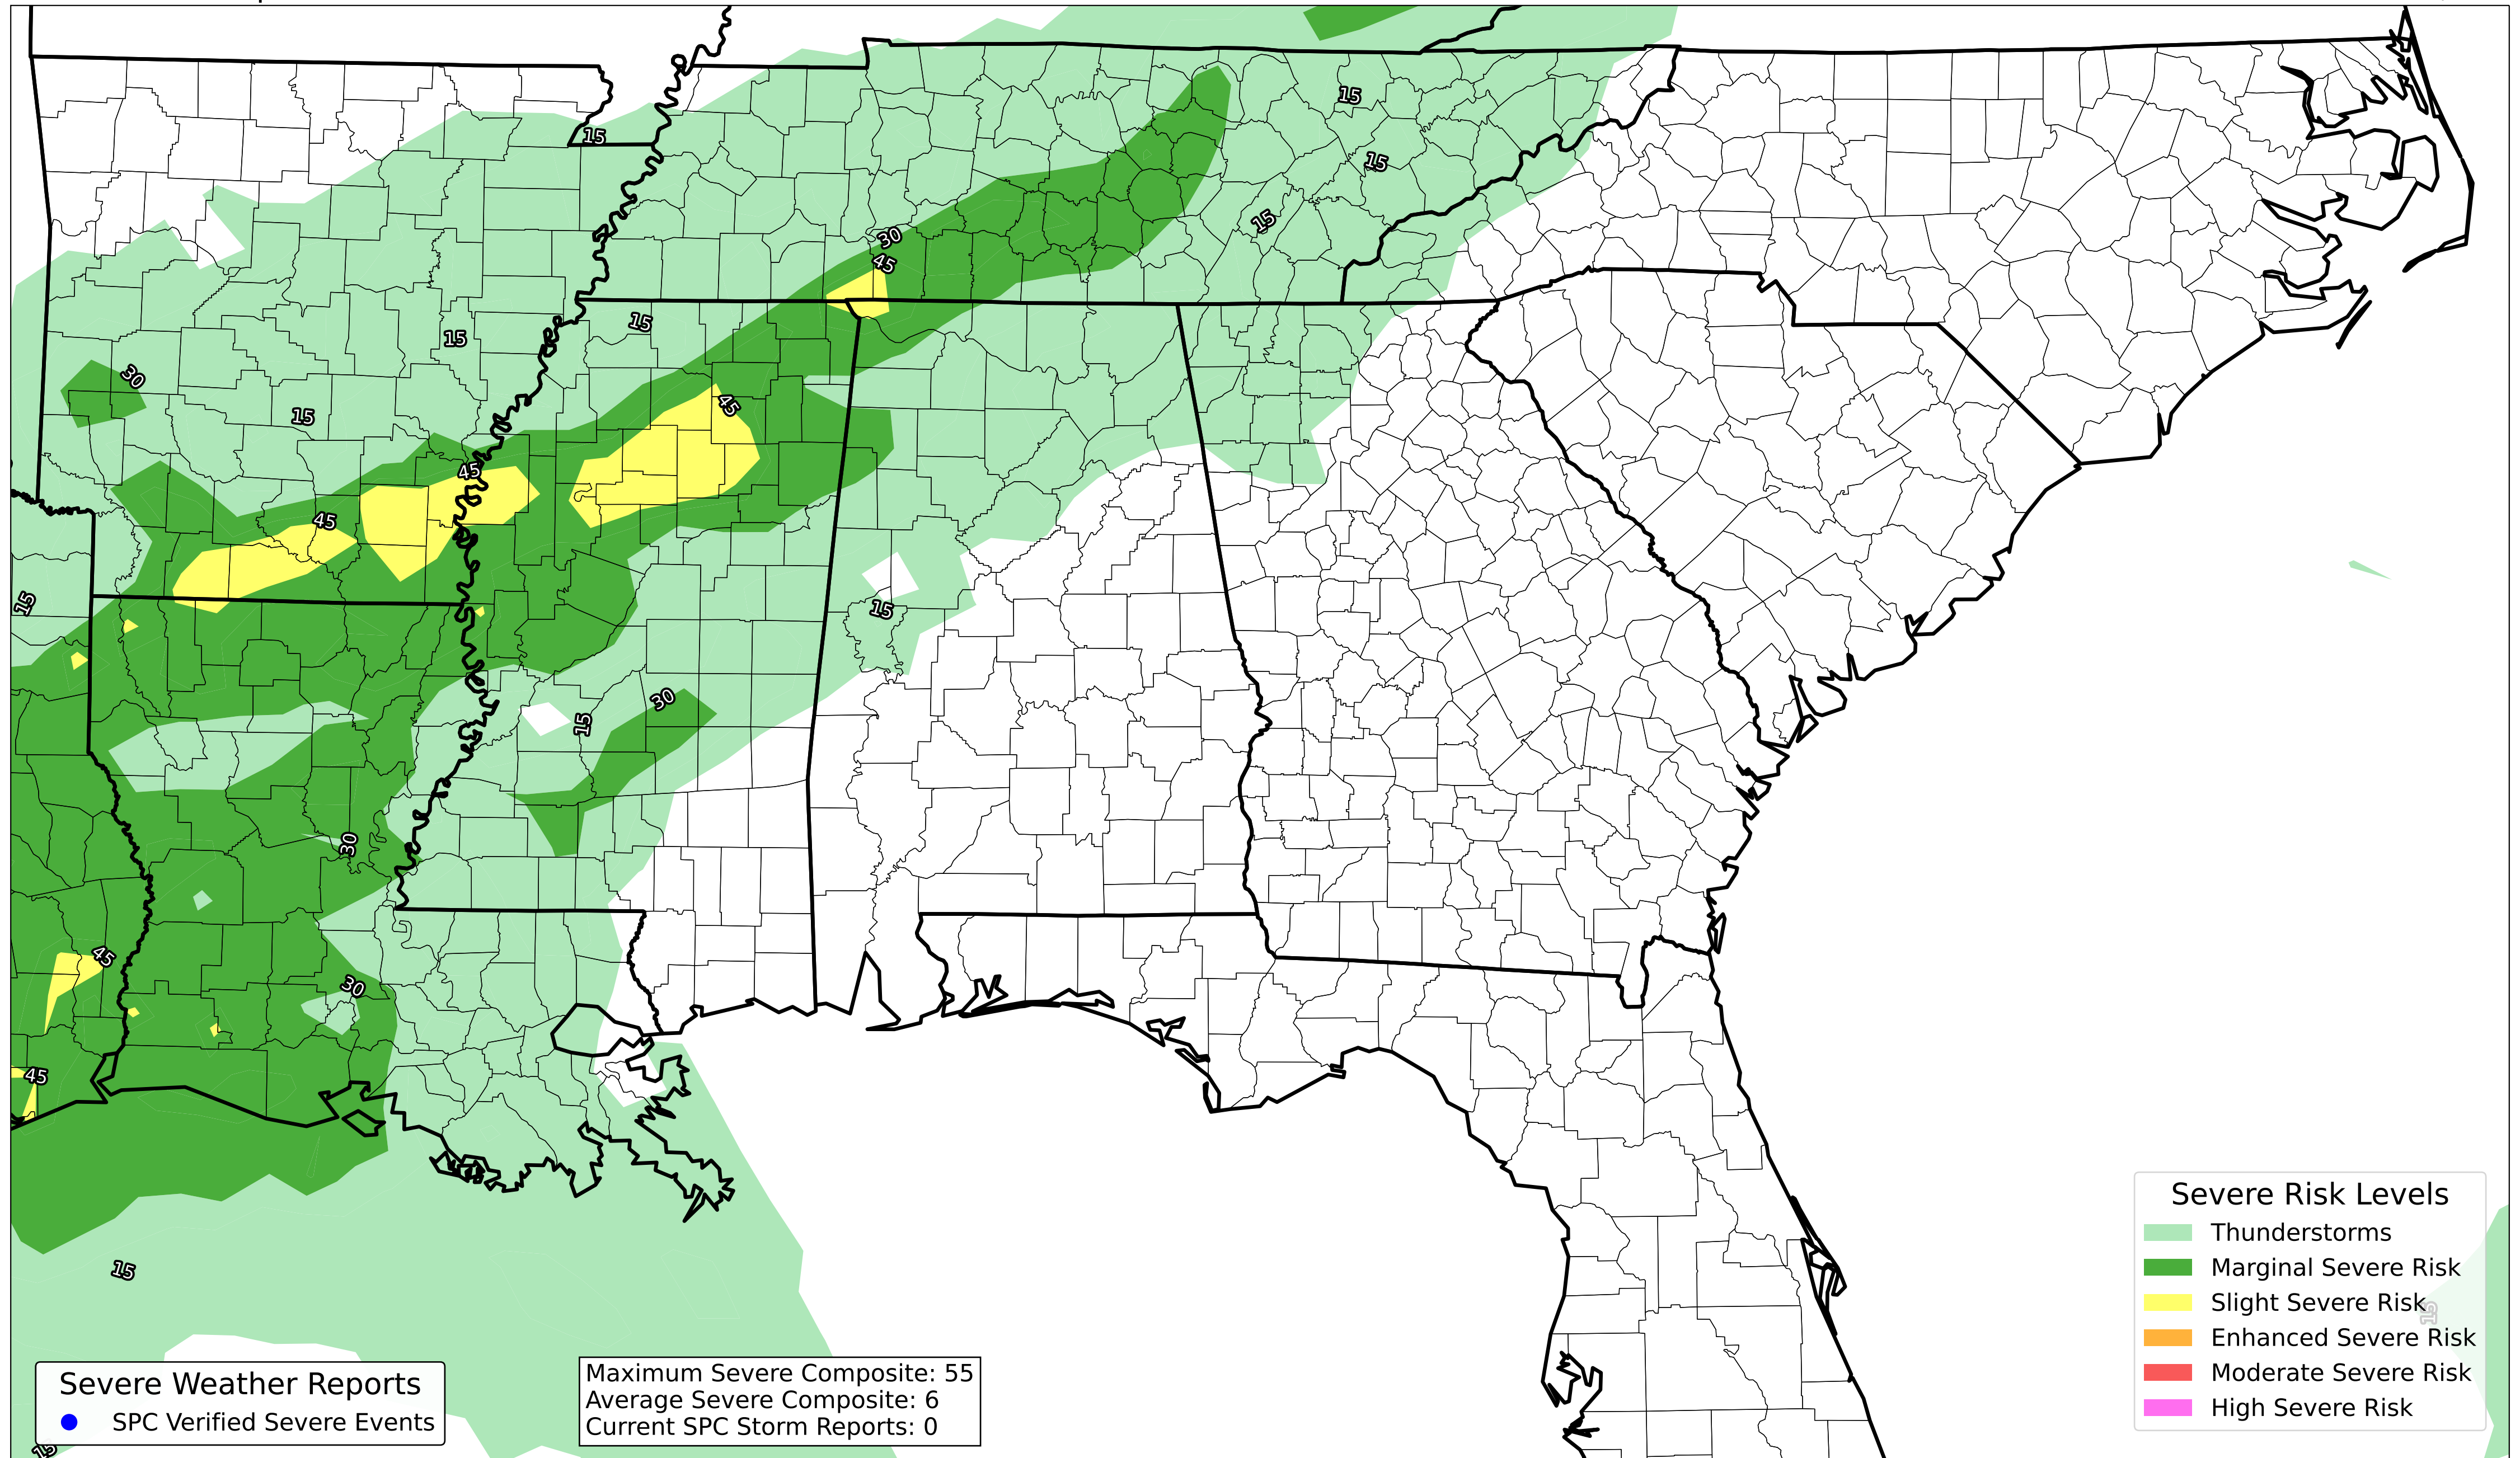 15
15
15
15
30
45
15
15
30
45
15
45
45
15
15
30
15
30
45
30
45
15
15
15
Severe Risk Levels
Thunderstorms
Marginal Severe Risk
Slight Severe Risk
Enhanced Severe Risk
Moderate Severe Risk
High Severe Risk
Maximum Severe Composite: 55
Average Severe Composite: 6
Current SPC Storm Reports: 0
Severe Weather Reports
SPC Verified Severe Events